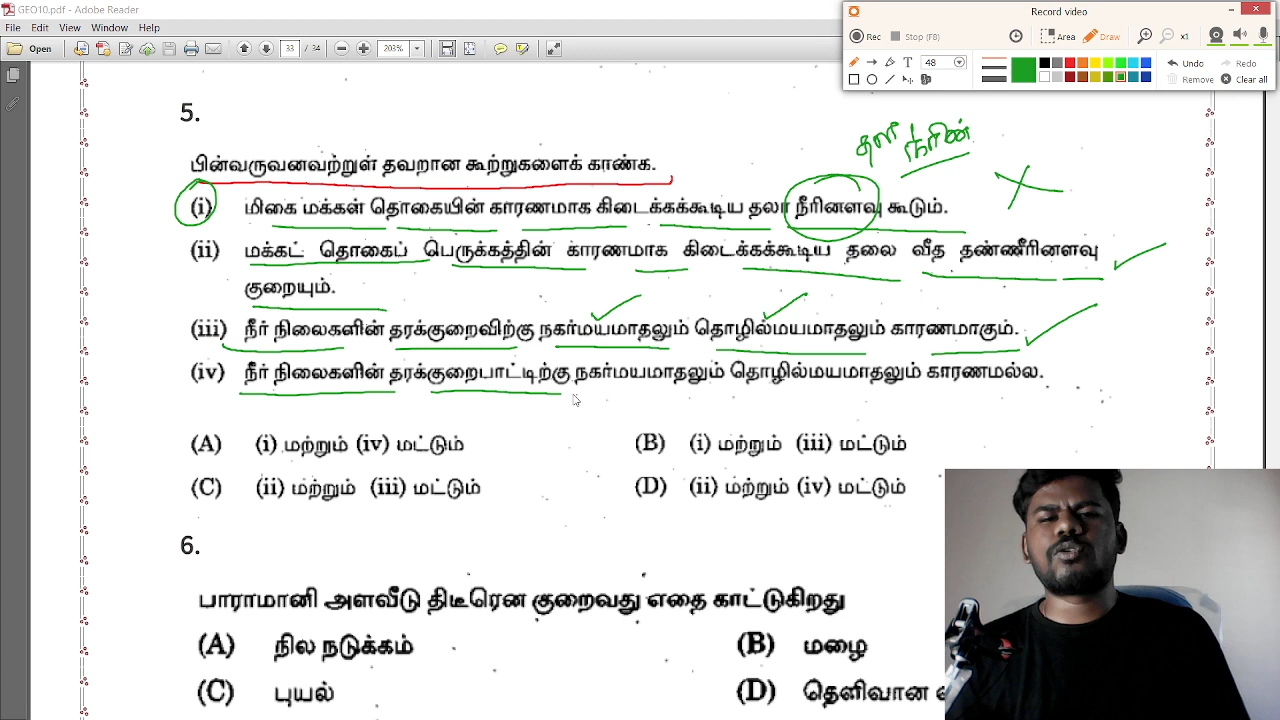 GEO10.pdf - Adobe Reader
File Edit View Window Help
Open 33 / 34 203%
Record video
Rec Stop (F8) Area Draw x1
T 48 Undo Redo
Remove Clear all
5.
பின்வருவனவற்றுள் தவறான கூற்றுகளைக் காண்க.
(i) மிகை மக்கள் தொகையின் காரணமாக கிடைக்கக்கூடிய தலா நீரினளவு கூடும்.
(ii) மக்கட் தொகைப் பெருக்கத்தின் காரணமாக கிடைக்கக்கூடிய தலை வீத தண்ணீரினளவு
குறையும்.
(iii) நீர் நிலைகளின் தரக்குறைவிற்கு நகர்மயமாதலும் தொழில்மயமாதலும் காரணமாகும்.
(iv) நீர் நிலைகளின் தரக்குறைபாட்டிற்கு நகர்மயமாதலும் தொழில்மயமாதலும் காரணமல்ல.
(A) (i) மற்றும் (iv) மட்டும் (B) (i) மற்றும் (iii) மட்டும்
(C) (ii) மற்றும் (iii) மட்டும் (D) (ii) மற்றும் (iv) மட்டும்
6.
பாராமானி அளவீடு திடீரென குறைவது எதை காட்டுகிறது
(A) நில நடுக்கம் (B) மழை
(C) புயல் (D) தெளிவான